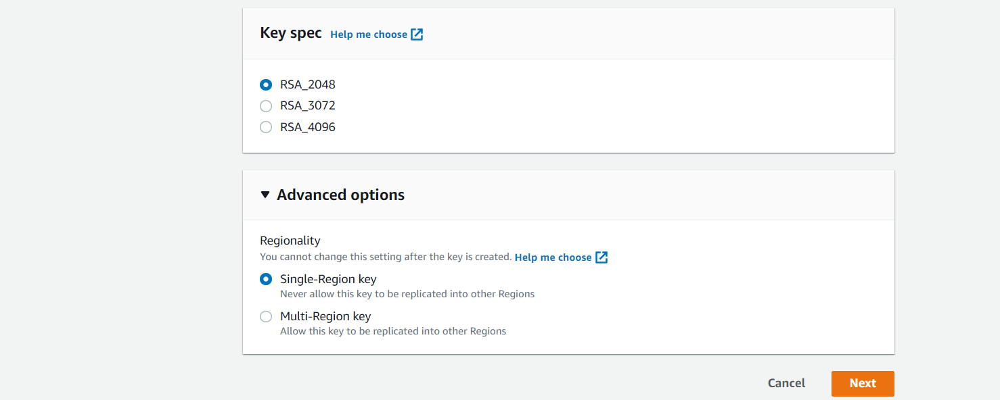 Key spec Help me choose
RSA_2048
RSA_3072
RSA_4096
Advanced options
Regionality
You cannot change this setting after the key is created. Help me choose
Single-Region key
Never allow this key to be replicated into other Regions
Multi-Region key
Allow this key to be replicated into other Regions
Cancel Next